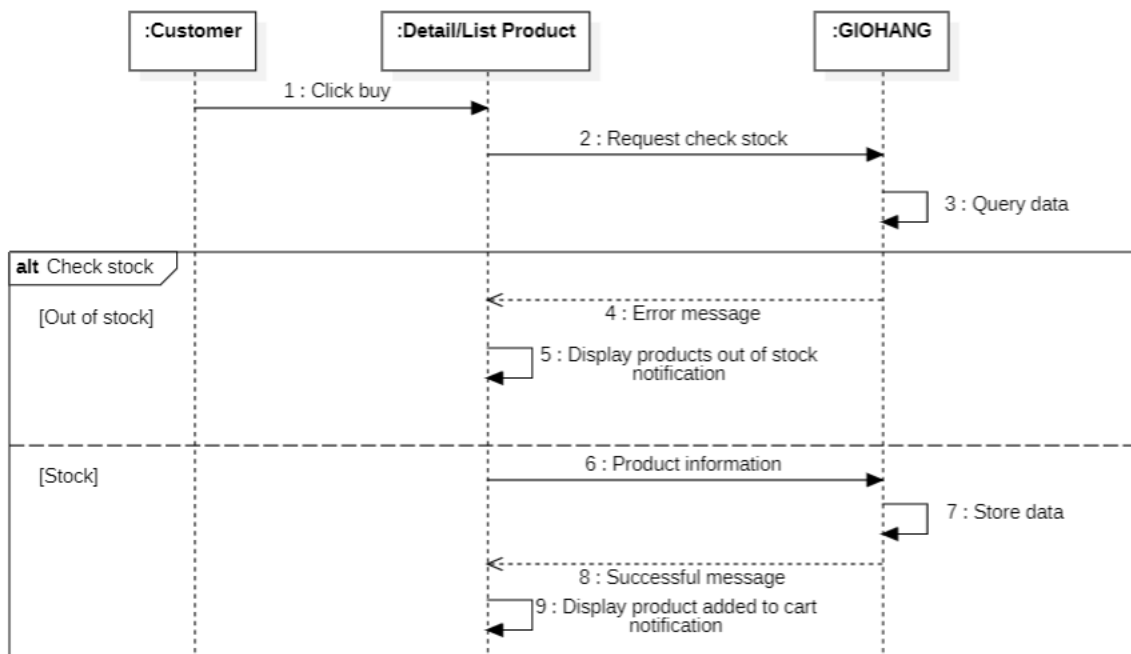 :Customer
:Detail/List Product
:GIOHANG
1 : Click buy
2 : Request check stock
3 : Query data
alt Check stock
[Out of stock]
4 : Error message
5 : Display products out of stock
notification
[Stock]
6 : Product information
7 : Store data
8 : Successful message
9 : Display product added to cart
notification